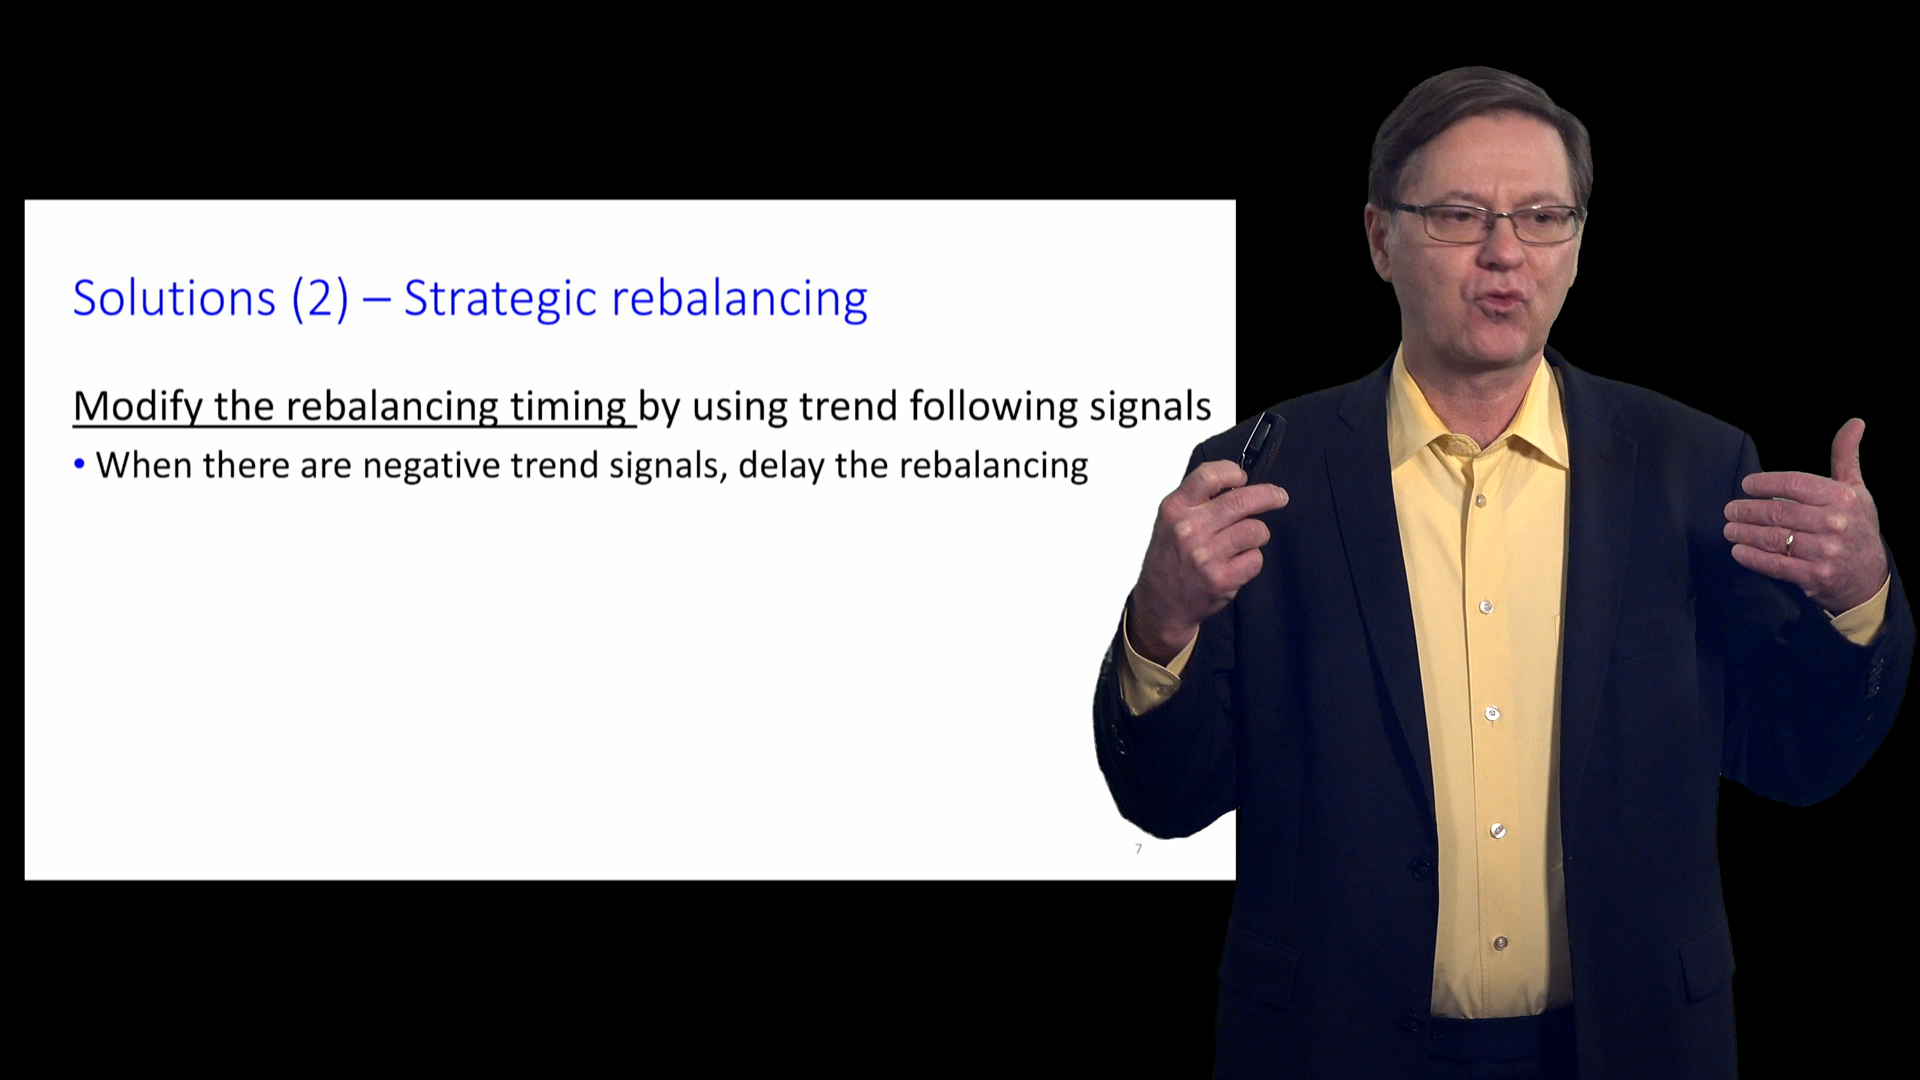 Solutions (2) – Strategic rebalancing
Modify the rebalancing timing by using trend following signals
• When there are negative trend signals, delay the rebalancing
7